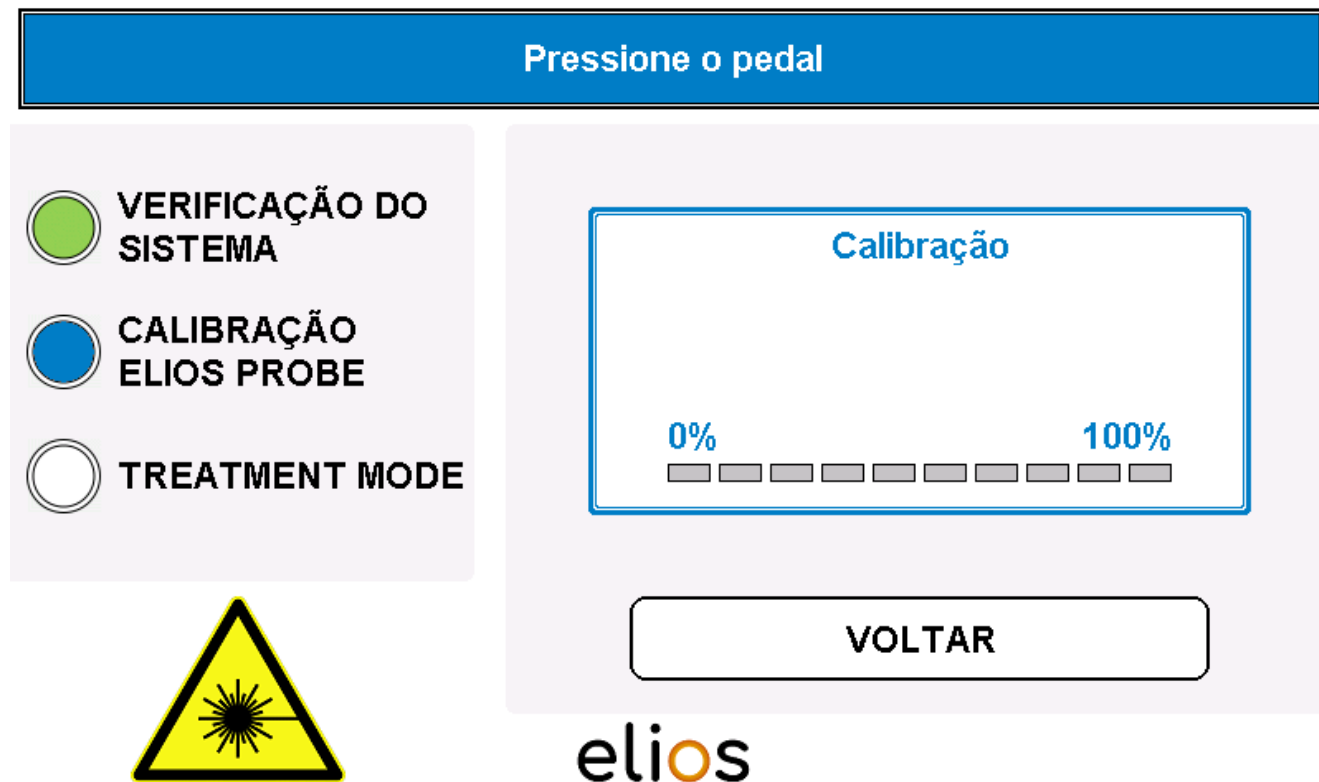 Pressione o pedal
VERIFICAÇÃO DO
SISTEMA
CALIBRAÇÃO
ELIOS PROBE
TREATMENT MODE
Calibração
0% 100%
VOLTAR
elios